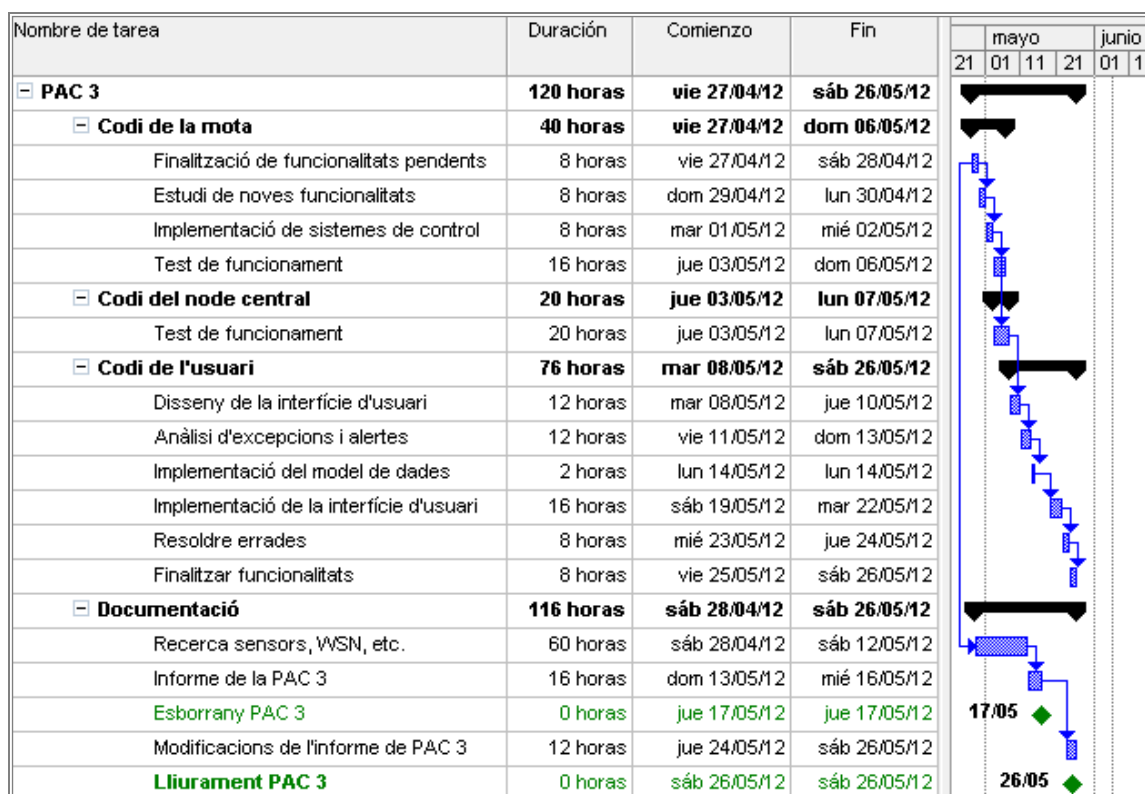 Nombre de tarea Duración Comienzo Fin mayo junio
21 01 11 21 01 1
PAC 3 120 horas vie 27/04/12 sáb 26/05/12
Codi de la mota 40 horas vie 27/04/12 dom 06/05/12
Finalització de funcionalitats pendents 8 horas vie 27/04/12 sáb 28/04/12
Estudi de noves funcionalitats 8 horas dom 29/04/12 lun 30/04/12
Implementació de sistemes de control 8 horas mar 01/05/12 mié 02/05/12
Test de funcionament 16 horas jue 03/05/12 dom 06/05/12
Codi del node central 20 horas jue 03/05/12 lun 07/05/12
Test de funcionament 20 horas jue 03/05/12 lun 07/05/12
Codi de l'usuari 76 horas mar 08/05/12 sáb 26/05/12
Disseny de la interfície d'usuari 12 horas mar 08/05/12 jue 10/05/12
Anàlisi d'excepcions i alertes 12 horas vie 11/05/12 dom 13/05/12
Implementació del model de dades 2 horas lun 14/05/12 lun 14/05/12
Implementació de la interfície d'usuari 16 horas sáb 19/05/12 mar 22/05/12
Resoldre errades 8 horas mié 23/05/12 jue 24/05/12
Finalitzar funcionalitats 8 horas vie 25/05/12 sáb 26/05/12
Documentació 116 horas sáb 28/04/12 sáb 26/05/12
Recerca sensors, WSN, etc. 60 horas sáb 28/04/12 sáb 12/05/12
Informe de la PAC 3 16 horas dom 13/05/12 mié 16/05/12
Esborrany PAC 3 0 horas jue 17/05/12 jue 17/05/12 17/05
Modificacions de l'informe de PAC 3 12 horas jue 24/05/12 sáb 26/05/12
Lliurament PAC 3 0 horas sáb 26/05/12 sáb 26/05/12 26/05